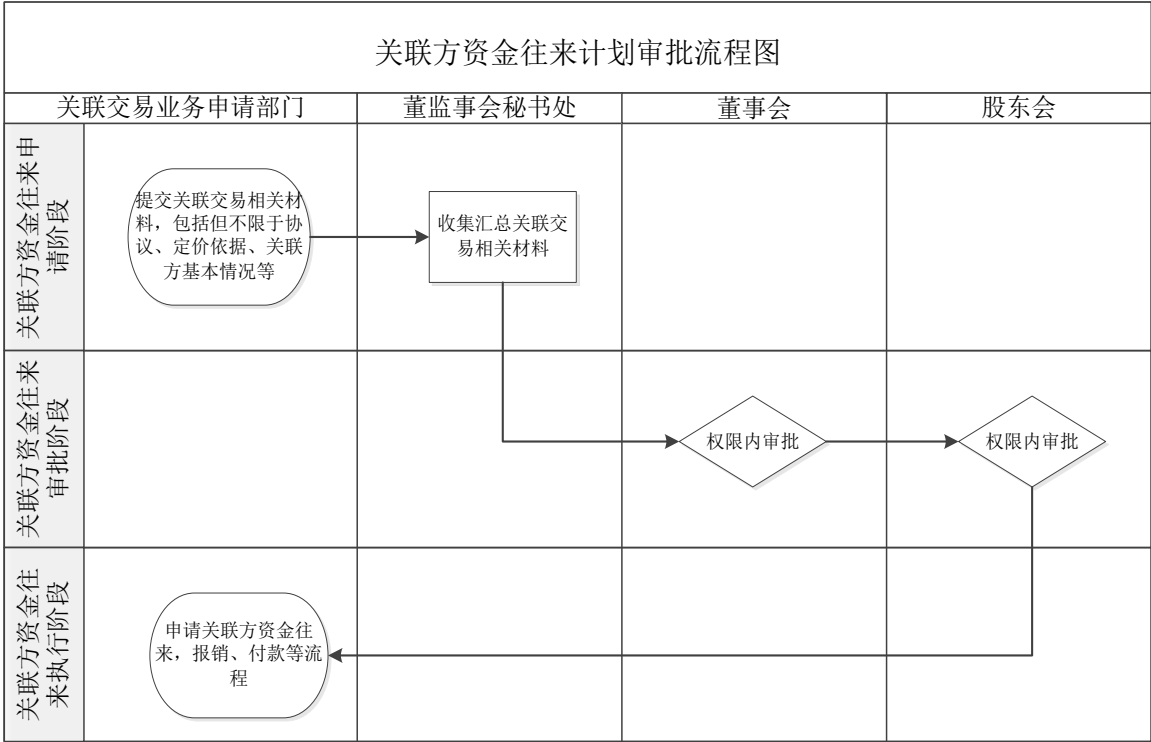 关联方资金往来计划审批流程图
关联交易业务申请部门
董监事会秘书处
董事会
股东会
关联方资金往来申
请阶段
提交关联交易相关材
料，包括但不限于协
议、定价依据、关联
方基本情况等
收集汇总关联交
易相关材料
关联方资金往来
审批阶段
权限内审批
权限内审批
关联方资金往
来执行阶段
申请关联方资金往
来，报销、付款等流
程